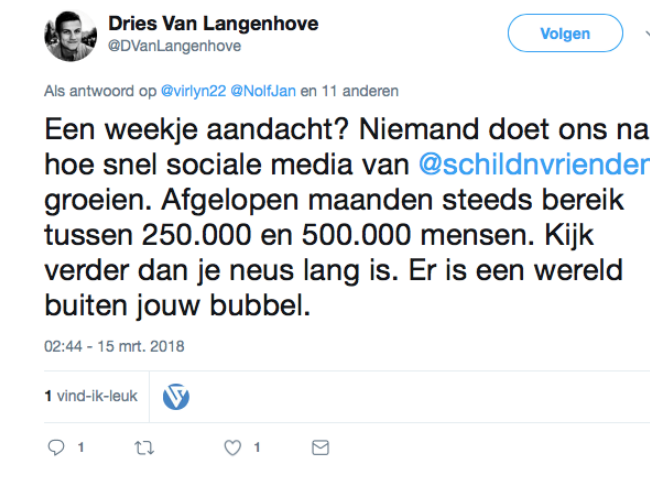 Dries Van Langenhove
@DVanLangenhove
Volgen
Als antwoord op @virlyn22 @NolfJan en 11 anderen
Een weekje aandacht? Niemand doet ons na
hoe snel sociale media van @schildnvrienden
groeien. Afgelopen maanden steeds bereik
tussen 250.000 en 500.000 mensen. Kijk
verder dan je neus lang is. Er is een wereld
buiten jouw bubbel.
02:44 - 15 mrt. 2018
1 vind-ik-leuk
1 1